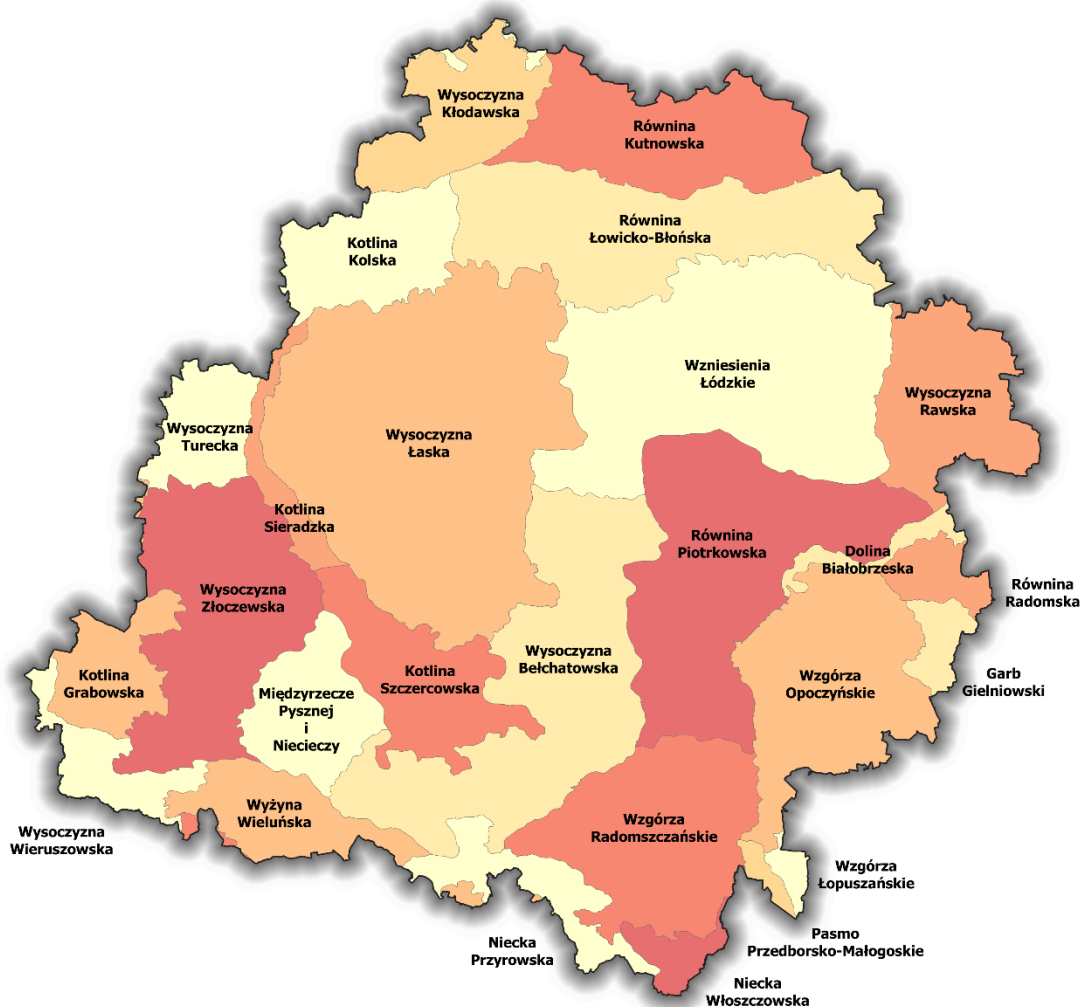 Wysoczyzna
Kłodawska
Równina
Kutnowska
Równina
Łowicko-Błońska
Kotlina
Kolska
Wzniesienia
Łódzkie
Wysoczyzna
Rawska
Wysoczyzna
Turecka
Wysoczyzna
Łaska
Kotlina
Sieradzka
Równina
Piotrkowska
Dolina
Białobrzeska
Równina
Radomska
Wysoczyzna
Złoczewska
Wysoczyzna
Bełchatowska
Kotlina
Szczercowska
Kotlina
Grabowska
Międzyrzecze
Pysznej
i
Niecieczy
Wzgórza
Opoczyńskie
Garb
Gielniowski
Wyżyna
Wieluńska
Wzgórza
Radomszczańskie
Wysoczyzna
Wieruszowska
Wzgórza
Łopuszańskie
Pasmo
Przedborsko-Małogoskie
Niecka
Przyrowska
Niecka
Włoszczowska